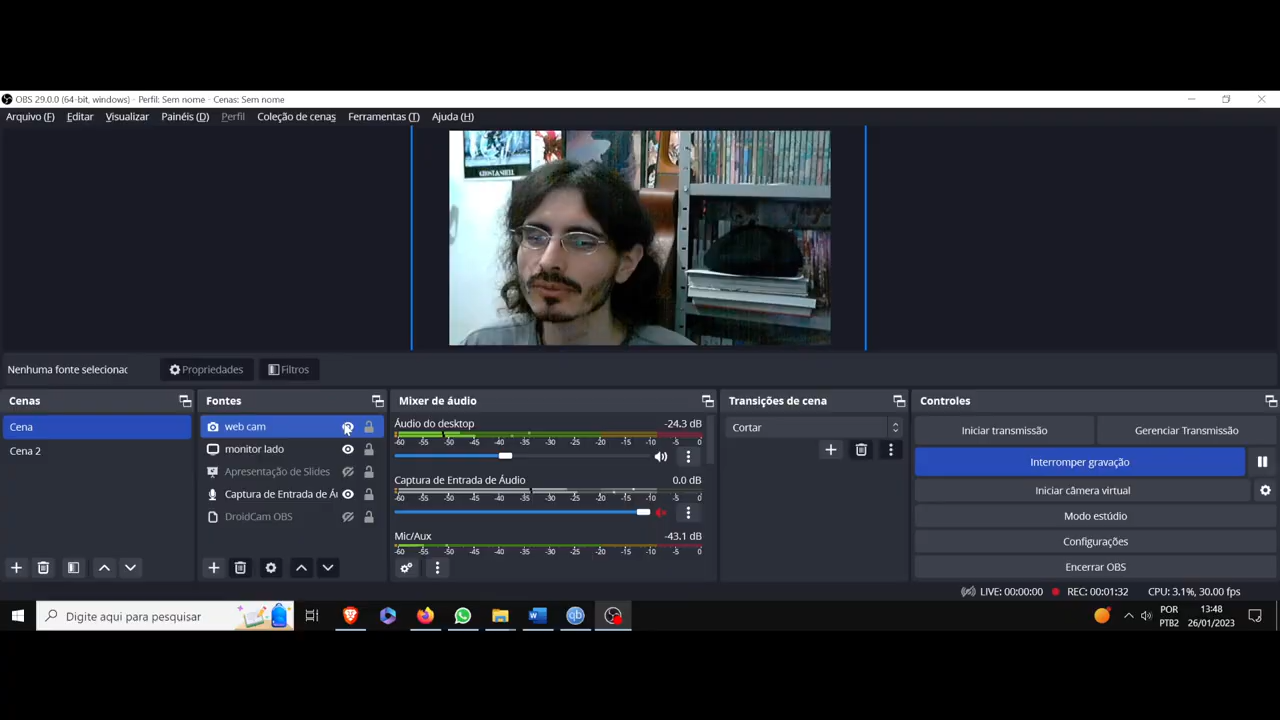 OBS 29.0.0 (64-bit, windows) - Perfil: Sem nome - Cenas: Sem nome
Arquivo (F) Editar Visualizar Painéis (D) Perfil Coleção de cenas Ferramentas (T) Ajuda (H)
GHOST IN THE SHELL
Nenhuma fonte selecionac Propriedades Filtros
Cenas Fontes Mixer de áudio Transições de cena Controles
Cena
Cena 2
web cam
monitor lado
Apresentação de Slides
Captura de Entrada de Áu
DroidCam OBS
Áudio do desktop -24.3 dB
-60 -55 -50 -45 -40 -35 -30 -25 -20 -15 -10 -5 0
Captura de Entrada de Áudio 0.0 dB
-60 -55 -50 -45 -40 -35 -30 -25 -20 -15 -10 -5 0
Mic/Aux -43.1 dB
-60 -55 -50 -45 -40 -35 -30 -25 -20 -15 -10 -5 0
Cortar
Iniciar transmissão Gerenciar Transmissão
Interromper gravação
Iniciar câmera virtual
Modo estúdio
Configurações
Encerrar OBS
LIVE: 00:00:00 REC: 00:01:32 CPU: 3.1%, 30.00 fps
Digite aqui para pesquisar
W
qb
POR
PTB2
13:48
26/01/2023